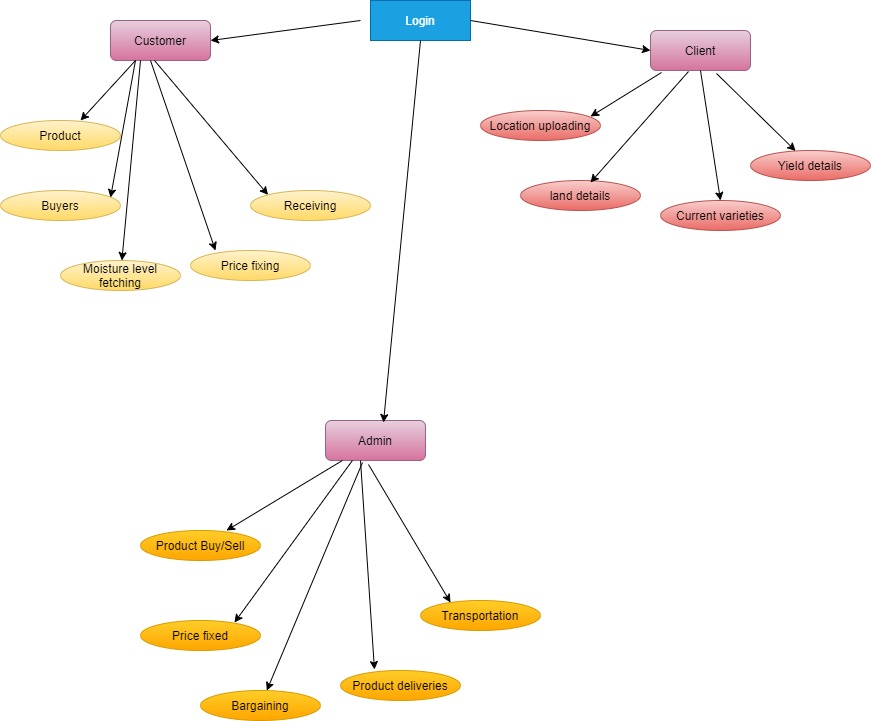 Login
Customer
Client
Product
Location uploading
Yield details
Buyers
Receiving
land details
Current varieties
Moisture level
fetching
Price fixing
Admin
Product Buy/Sell
Price fixed
Transportation
Bargaining
Product deliveries